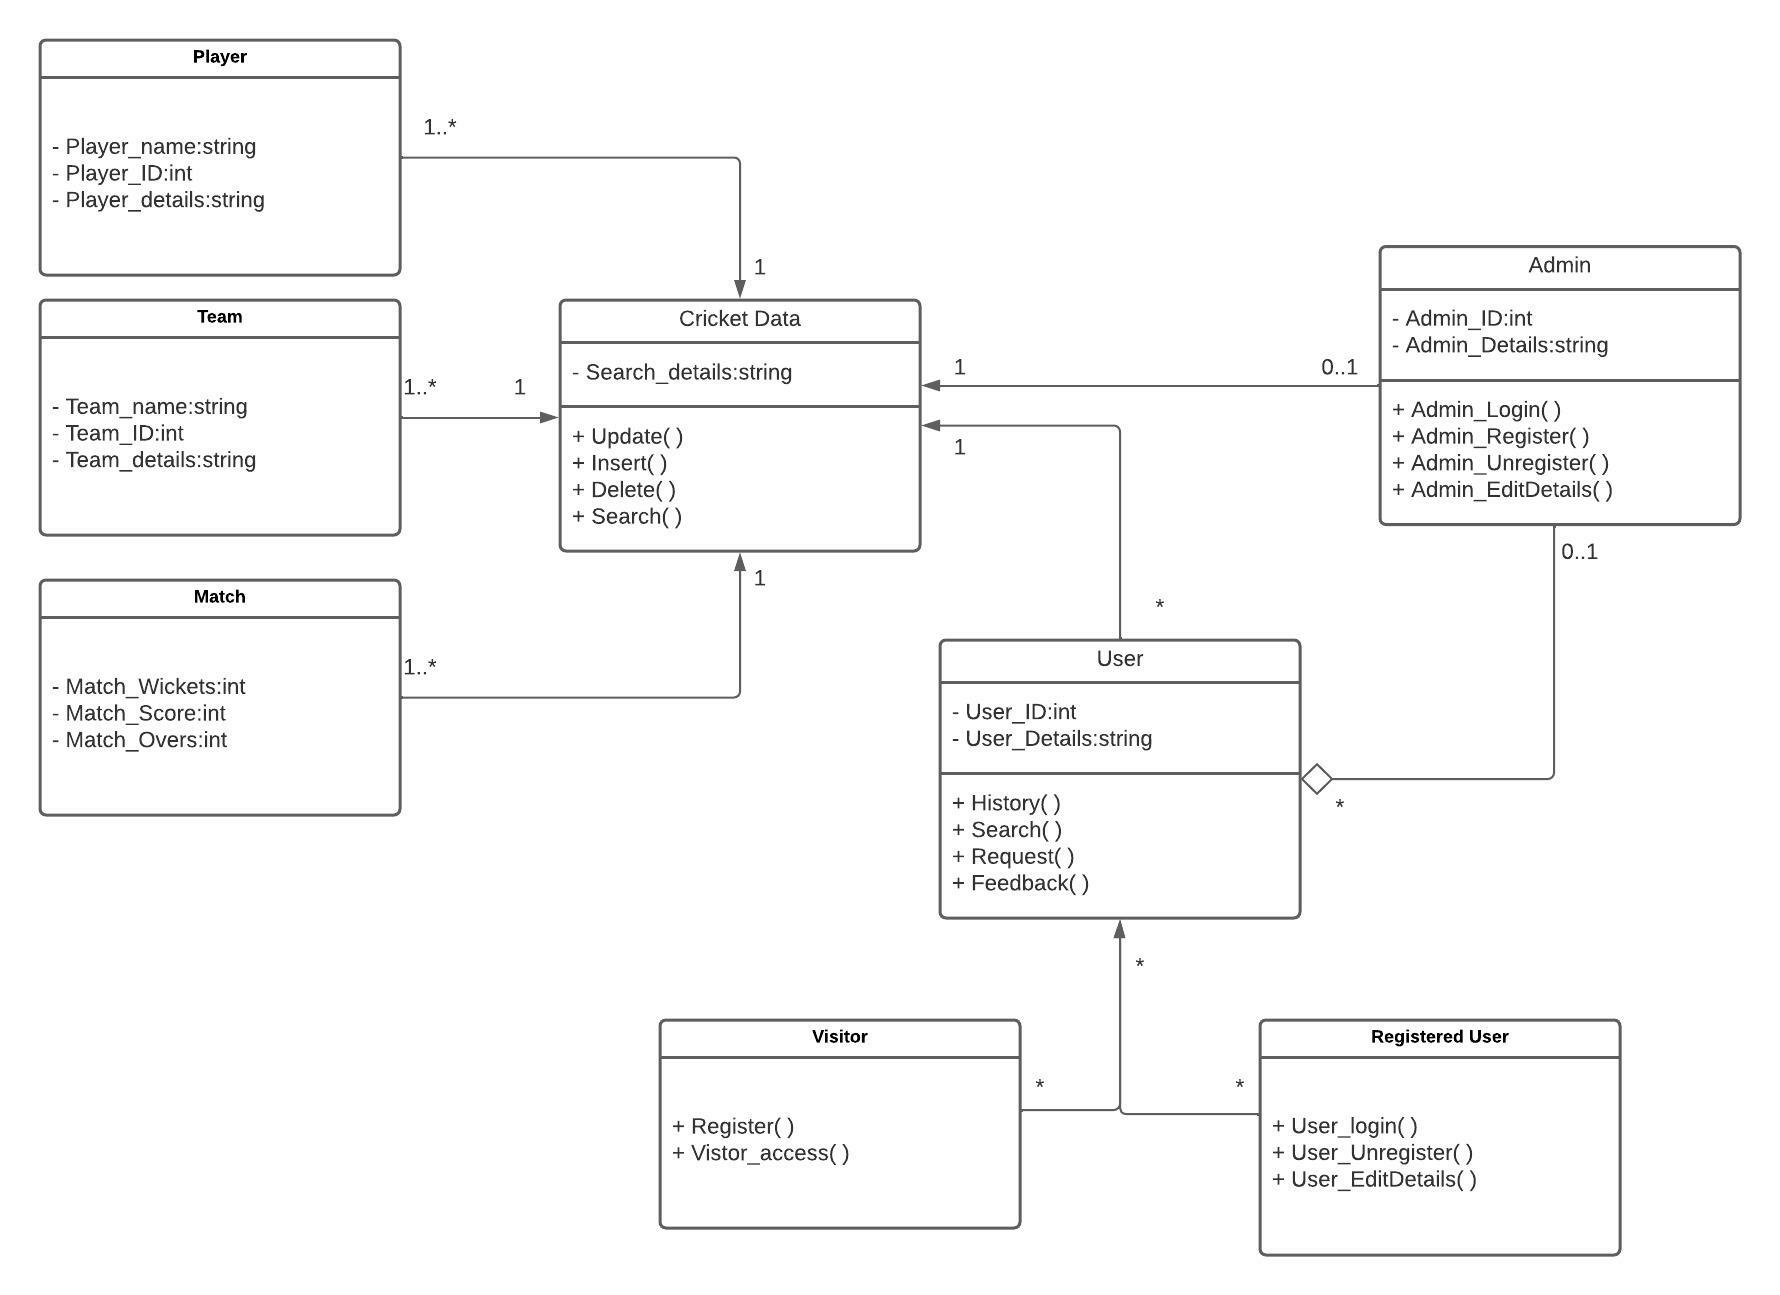 Player
- Player_name:string
- Player_ID:int
- Player_details:string
1..*
1
Team
- Team_name:string
- Team_ID:int
- Team_details:string
1..*
1
Match
- Match_Wickets:int
- Match_Score:int
- Match_Overs:int
1..*
1
Cricket Data
- Search_details:string
+ Update( )
+ Insert( )
+ Delete( )
+ Search( )
1
0..1
1
*
Admin
- Admin_ID:int
- Admin_Details:string
+ Admin_Login( )
+ Admin_Register( )
+ Admin_Unregister( )
+ Admin_EditDetails( )
0..1
*
User
- User_ID:int
- User_Details:string
+ History( )
+ Search( )
+ Request( )
+ Feedback( )
*
Visitor
+ Register( )
+ Vistor_access( )
*
*
Registered User
+ User_login( )
+ User_Unregister( )
+ User_EditDetails( )